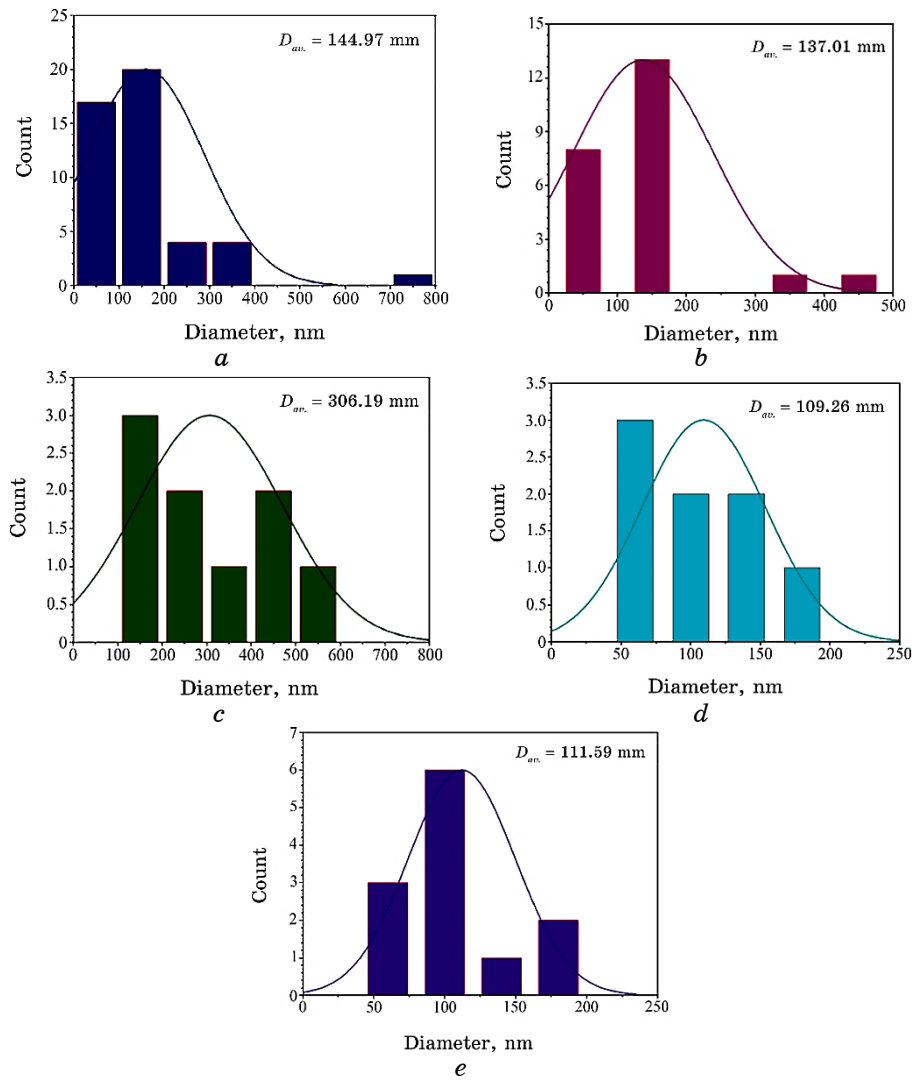 25
20
15
10
5
0
Count
D_av. = 144.97 mm
0 100 200 300 400 500 600 700 800
Diameter, nm
a
15
12
9
6
3
0
Count
D_av. = 137.01 mm
0 100 200 300 400 500
Diameter, nm
b
3.5
3.0
2.5
2.0
1.5
1.0
0.5
0
Count
D_av. = 306.19 mm
0 100 200 300 400 500 600 700 800
Diameter, nm
c
3.5
3.0
2.5
2.0
1.5
1.0
0.5
0
Count
D_av. = 109.26 mm
0 50 100 150 200 250
Diameter, nm
d
7
6
5
4
3
2
1
0
Count
D_av. = 111.59 mm
0 50 100 150 200 250
Diameter, nm
e